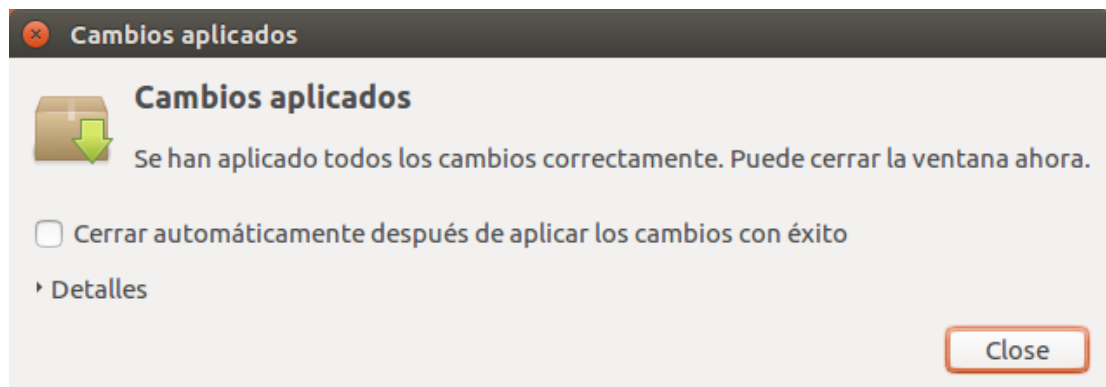 Cambios aplicados
Cambios aplicados
Se han aplicado todos los cambios correctamente. Puede cerrar la ventana ahora.
Cerrar automáticamente después de aplicar los cambios con éxito
Detalles
Close